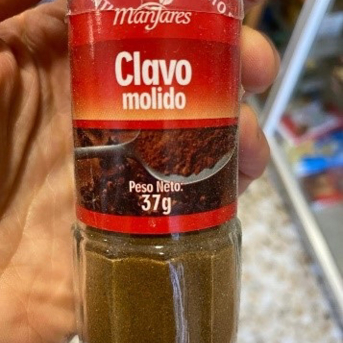 Manjares
Clavo
molido
Peso Neto:
37g